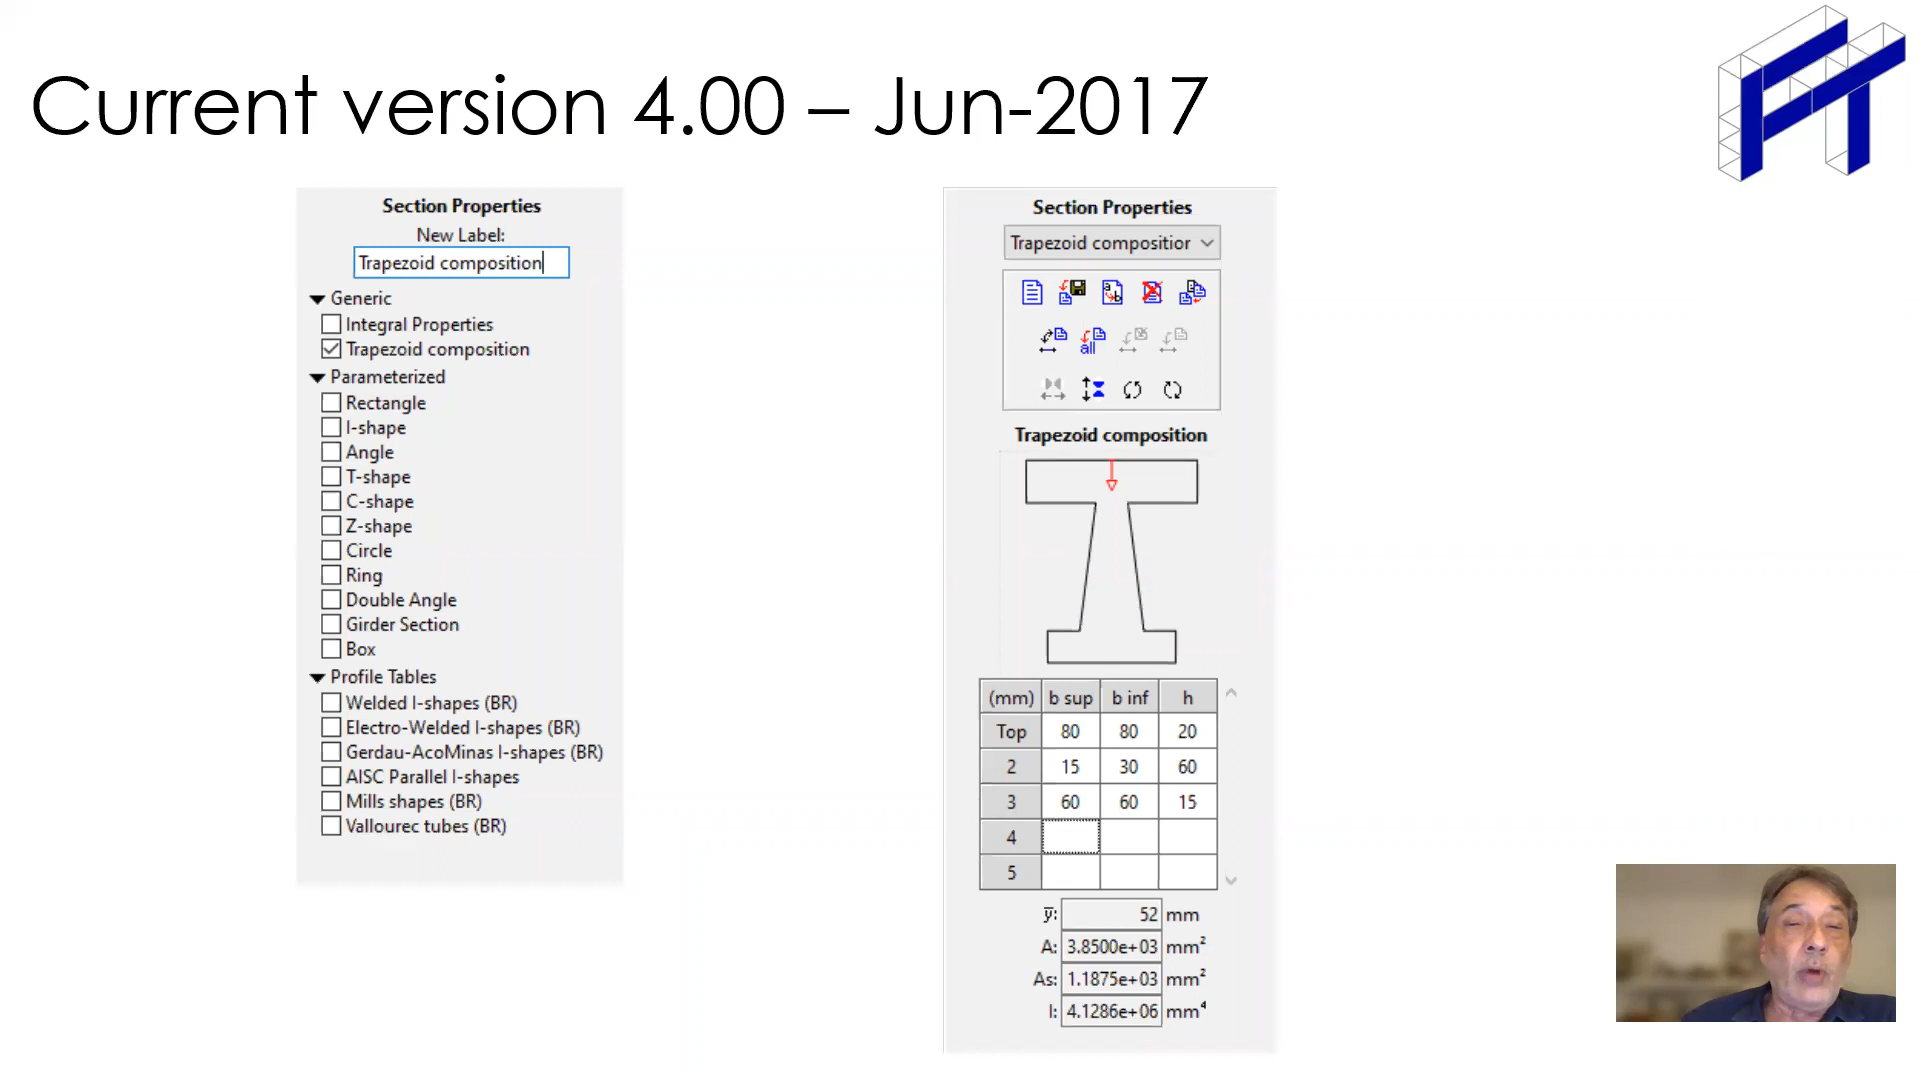 Current version 4.00 – Jun-2017
Section Properties
New Label:
Trapezoid composition
Generic
Integral Properties
Trapezoid composition
Parameterized
Rectangle
I-shape
Angle
T-shape
C-shape
Z-shape
Circle
Ring
Double Angle
Girder Section
Box
Profile Tables
Welded I-shapes (BR)
Electro-Welded I-shapes (BR)
Gerdau-AcoMinas I-shapes (BR)
AISC Parallel I-shapes
Mills shapes (BR)
Vallourec tubes (BR)
Section Properties
Trapezoid compositior
a b
all
Trapezoid composition
(mm) b sup b inf h
Top 80 80 20
2 15 30 60
3 60 60 15
4
5
y̅: 52 mm
A: 3.8500e+03 mm²
As: 1.1875e+03 mm²
I: 4.1286e+06 mm⁴
FT